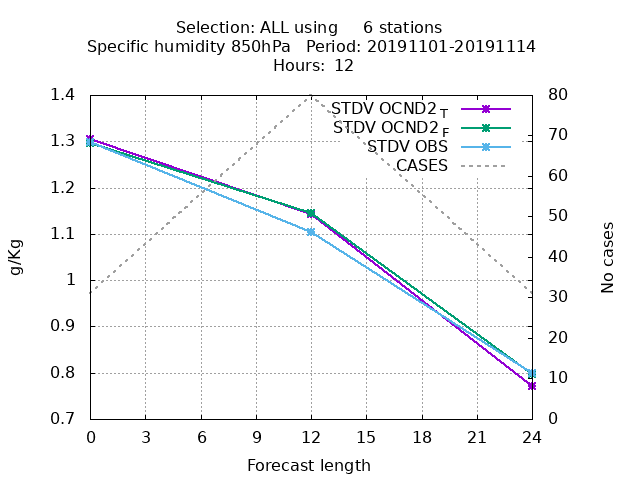 Selection: ALL using     6 stations
Specific humidity 850hPa   Period: 20191101-20191114
Hours: 12
STDV OCND2 T
STDV OCND2 F
STDV OBS
CASES
1.4
1.3
1.2
1.1
1
0.9
0.8
0.7
g/Kg
80
70
60
50
40
30
20
10
0
No cases
0 3 6 9 12 15 18 21 24
Forecast length